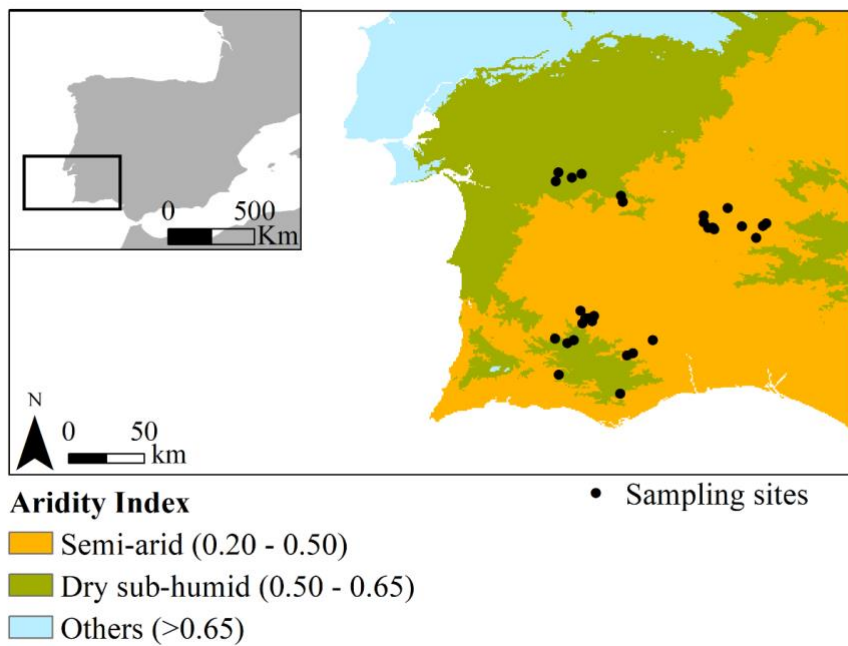 0 500
Km
N
0 50
km
Aridity Index
Sampling sites
Semi-arid (0.20 - 0.50)
Dry sub-humid (0.50 - 0.65)
Others (>0.65)